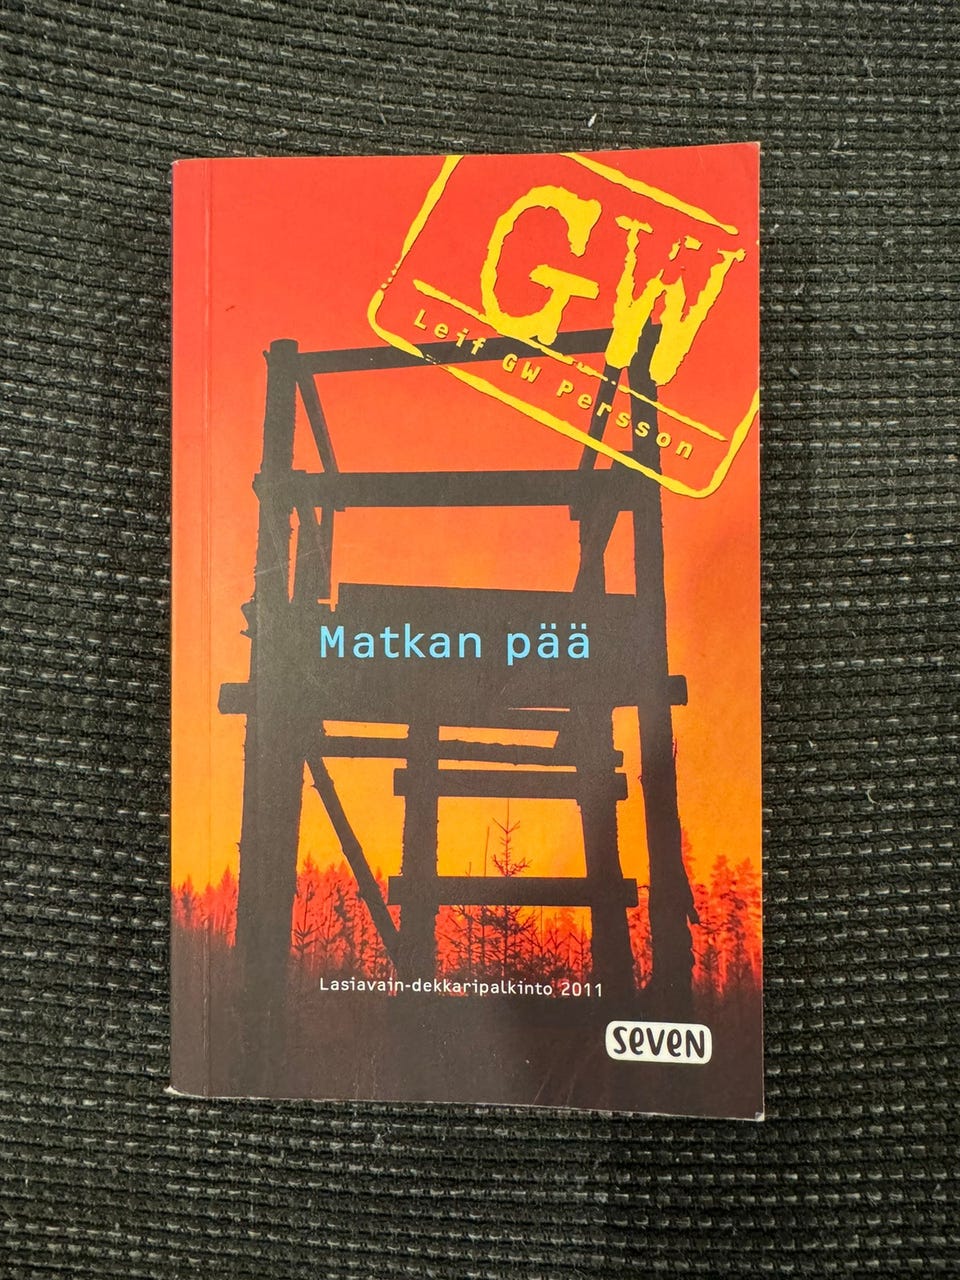 GW
Leif GW Persson
Matkan pää
Lasiavain-dekkaripalkinto 2011
seven